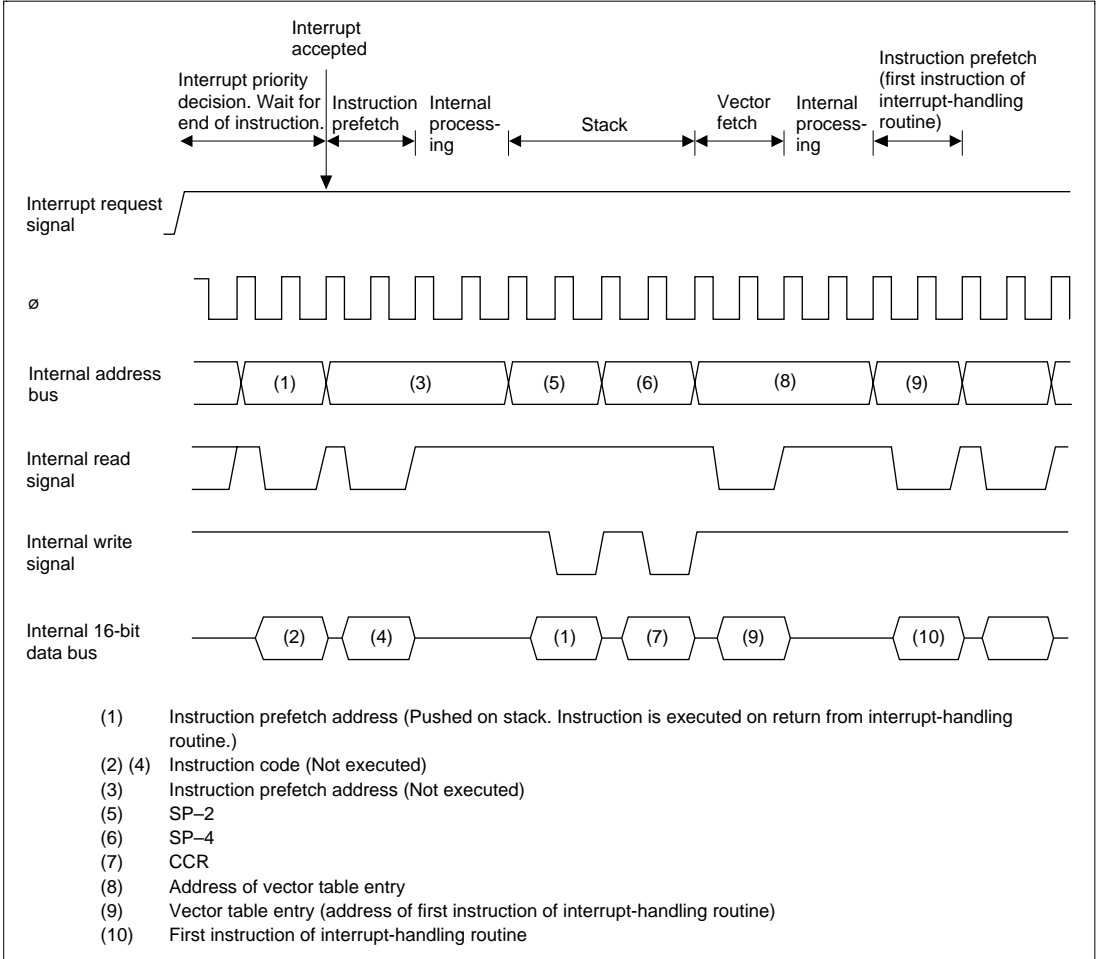 Interrupt
accepted
Interrupt priority
decision. Wait for
end of instruction.
Instruction
prefetch
Internal
process-
ing
Stack
Vector
fetch
Internal
process-
ing
Instruction prefetch
(first instruction of
interrupt-handling
routine)
Interrupt request
signal
ø
Internal address
bus
(1) (3) (5) (6) (8) (9)
Internal read
signal
Internal write
signal
Internal 16-bit
data bus
(2) (4) (1) (7) (9) (10)
(1) Instruction prefetch address (Pushed on stack. Instruction is executed on return from interrupt-handling
routine.)
(2) (4) Instruction code (Not executed)
(3) Instruction prefetch address (Not executed)
(5) SP–2
(6) SP–4
(7) CCR
(8) Address of vector table entry
(9) Vector table entry (address of first instruction of interrupt-handling routine)
(10) First instruction of interrupt-handling routine